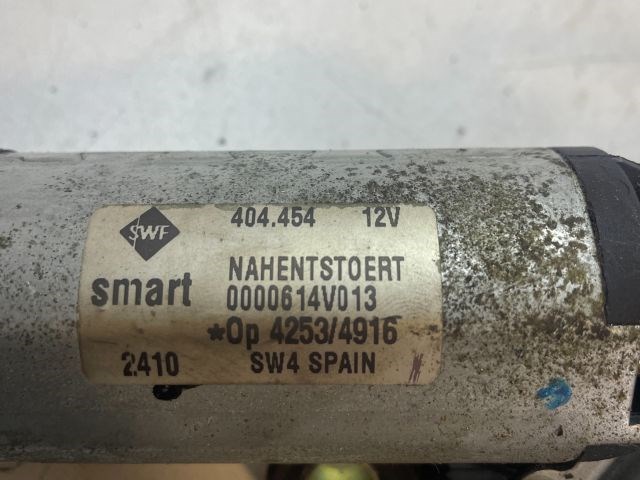 SWF
404.454 12V
smart
NAHENTSTOERT
0000614V013
*Op 4253/4916
2410 SW4 SPAIN